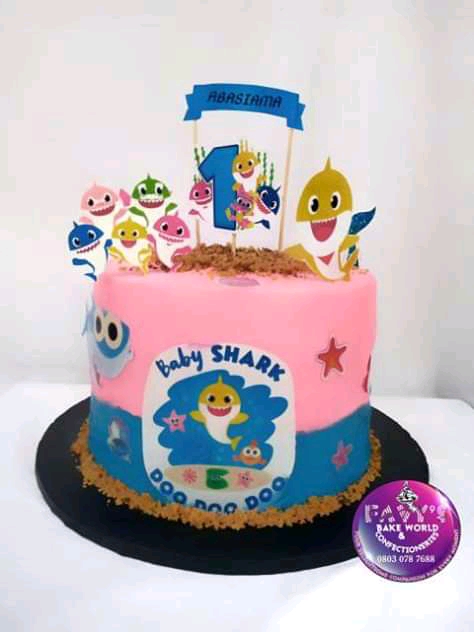 ABASIAMA
1
Baby SHARK
DOO DOO DOO
BAKE WORLD
&
CONFECTIONERIES
0803 078 7688